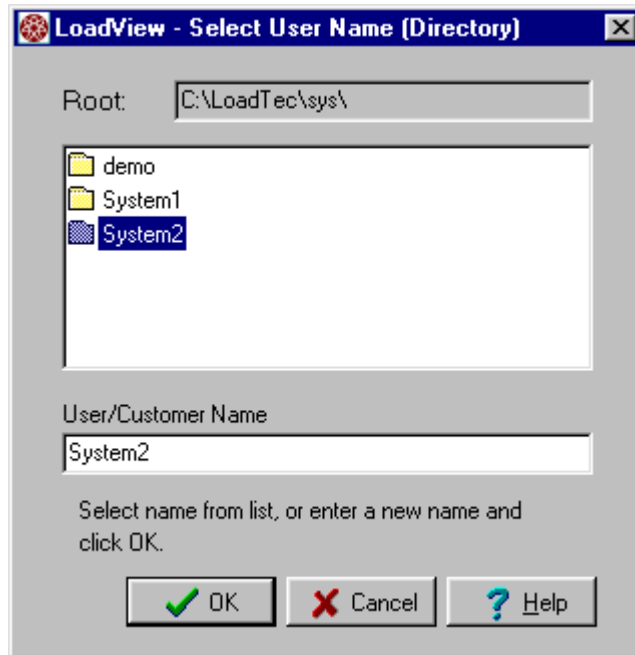 LoadView - Select User Name (Directory)
Root: C:\LoadTec\sys\
demo
System1
System2
User/Customer Name
System2
Select name from list, or enter a new name and
click OK.
OK Cancel Help